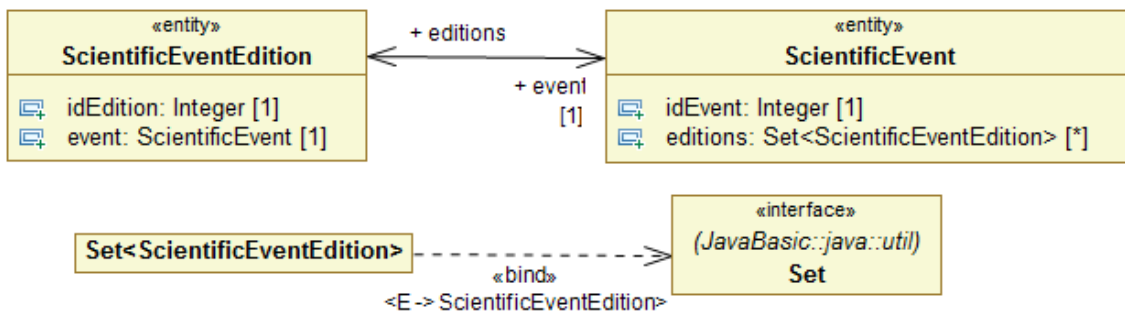 «entity»
ScientificEventEdition
idEdition: Integer [1]
event: ScientificEvent [1]
+ editions
+ event
[1]
«entity»
ScientificEvent
idEvent: Integer [1]
editions: Set<ScientificEventEdition> [*]
Set<ScientificEventEdition>
«bind»
<E -> ScientificEventEdition>
«interface»
(JavaBasic::java::util)
Set